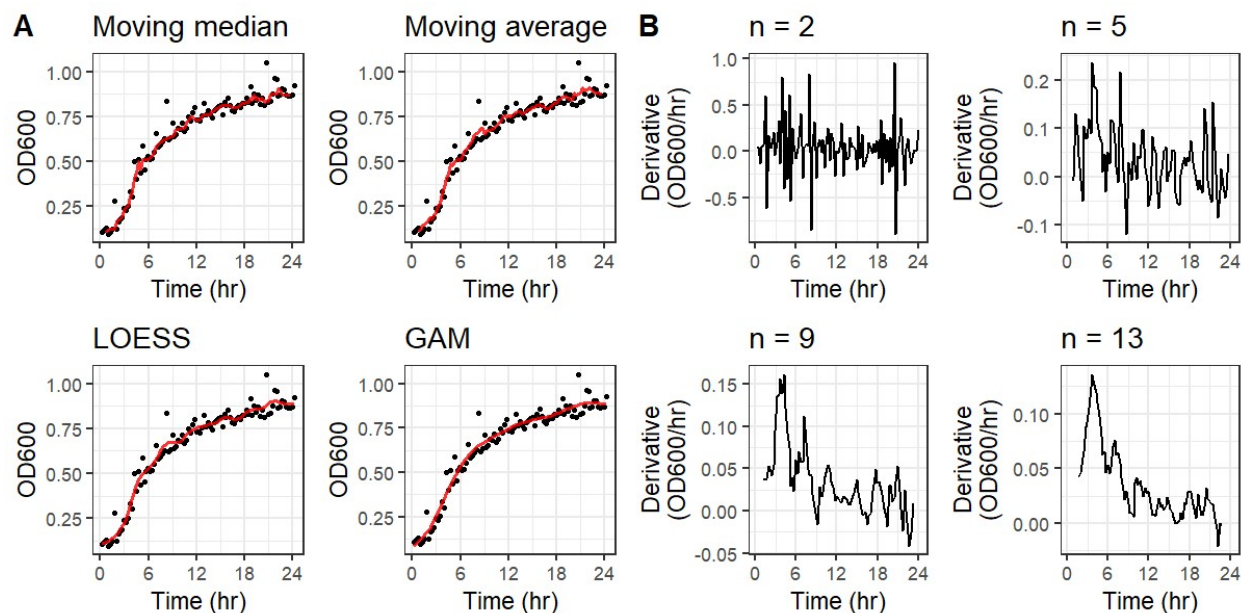 A
Moving median
1.00
0.75
0.50
0.25
OD600
0 6 12 18 24
Time (hr)
Moving average
1.00
0.75
0.50
0.25
OD600
0 6 12 18 24
Time (hr)
LOESS
1.00
0.75
0.50
0.25
OD600
0 6 12 18 24
Time (hr)
GAM
1.00
0.75
0.50
0.25
OD600
0 6 12 18 24
Time (hr)
B
n = 2
1.0
0.5
0.0
-0.5
Derivative
(OD600/hr)
0 6 12 18 24
Time (hr)
n = 5
0.2
0.1
0.0
-0.1
Derivative
(OD600/hr)
0 6 12 18 24
Time (hr)
n = 9
0.15
0.10
0.05
0.00
-0.05
Derivative
(OD600/hr)
0 6 12 18 24
Time (hr)
n = 13
0.10
0.05
0.00
Derivative
(OD600/hr)
0 6 12 18 24
Time (hr)